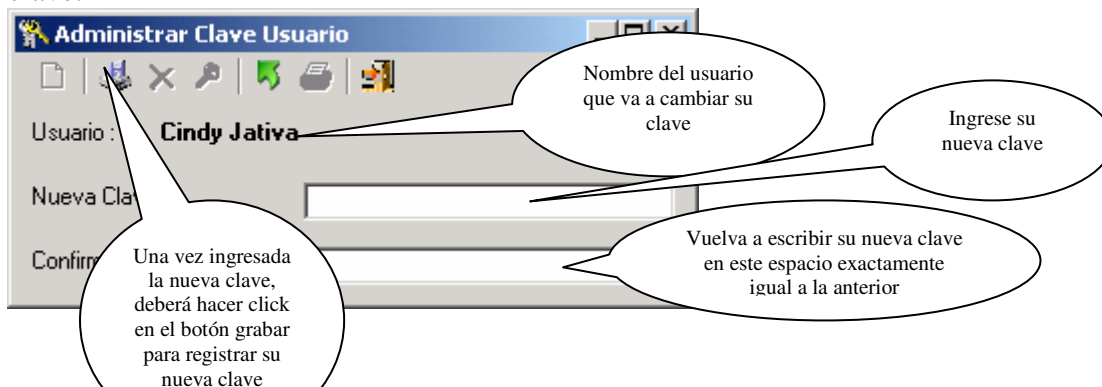 Administrar Clave Usuario
Nombre del usuario
que va a cambiar su
clave
Usuario :
Cindy Jativa
Ingrese su
nueva clave
Nueva
Vuelva a escribir su nueva clave
en este espacio exactamente
igual a la anterior
Una vez ingresada
la nueva clave,
deberá hacer click
en el botón grabar
para registrar su
nueva clave